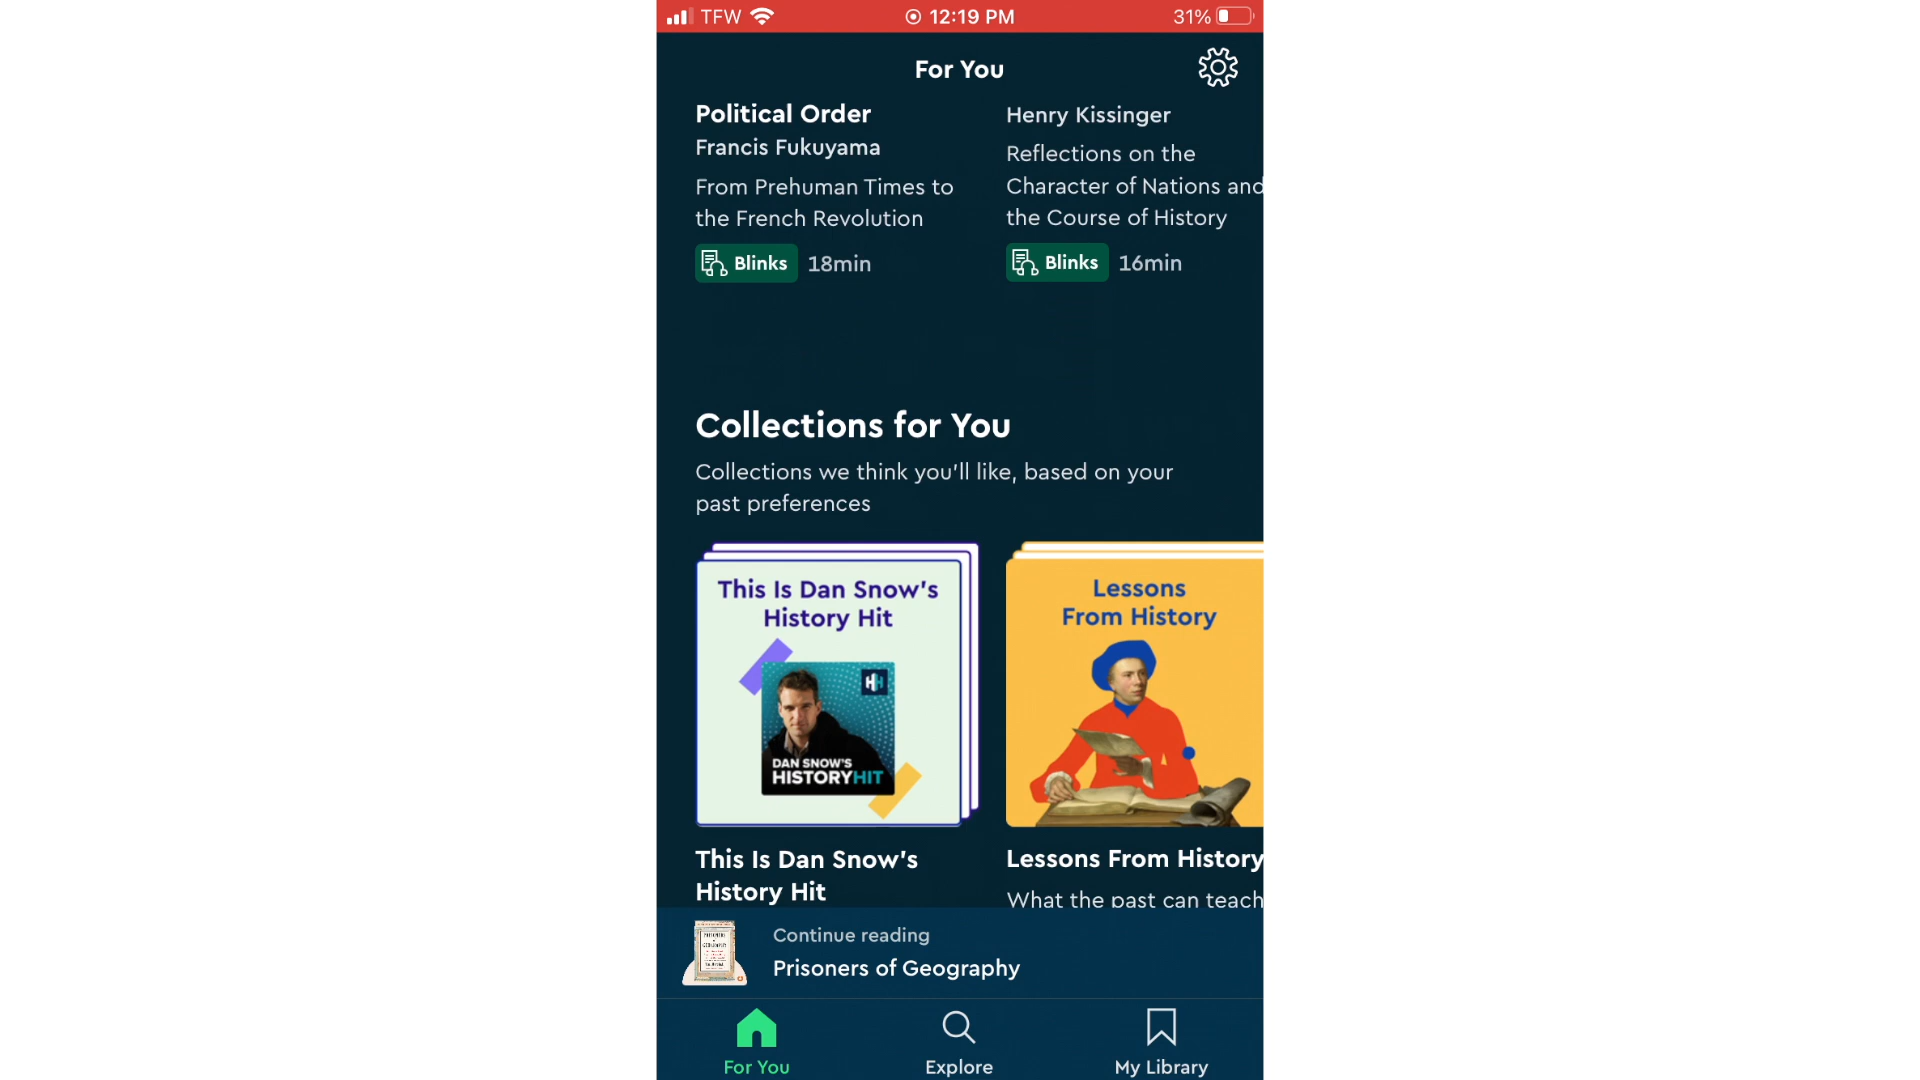 TFW 12:19 PM 31%
For You
Political Order
Francis Fukuyama
From Prehuman Times to
the French Revolution
Blinks 18min
Henry Kissinger
Reflections on the
Character of Nations and
the Course of History
Blinks 16min
Collections for You
Collections we think you'll like, based on your
past preferences
This Is Dan Snow's
History Hit
DAN SNOW'S
HISTORYHIT
This Is Dan Snow's
History Hit
Lessons
From History
Lessons From History
What the past can teach
Continue reading
Prisoners of Geography
For You
Explore
My Library